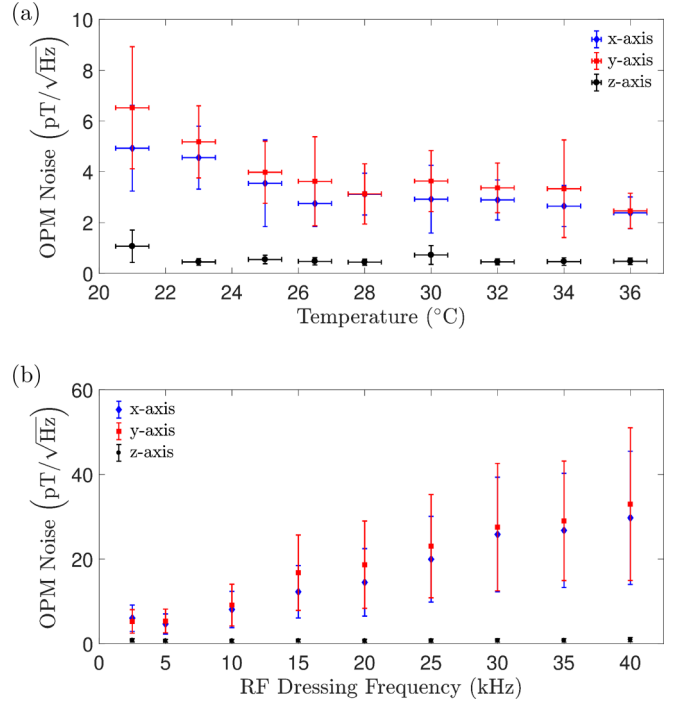 (a)
10
8
6
4
2
0
OPM Noise (pT/√Hz)
x-axis
y-axis
z-axis
20 22 24 26 28 30 32 34 36
Temperature (°C)
(b)
60
40
20
0
OPM Noise (pT/√Hz)
x-axis
y-axis
z-axis
0 5 10 15 20 25 30 35 40
RF Dressing Frequency (kHz)